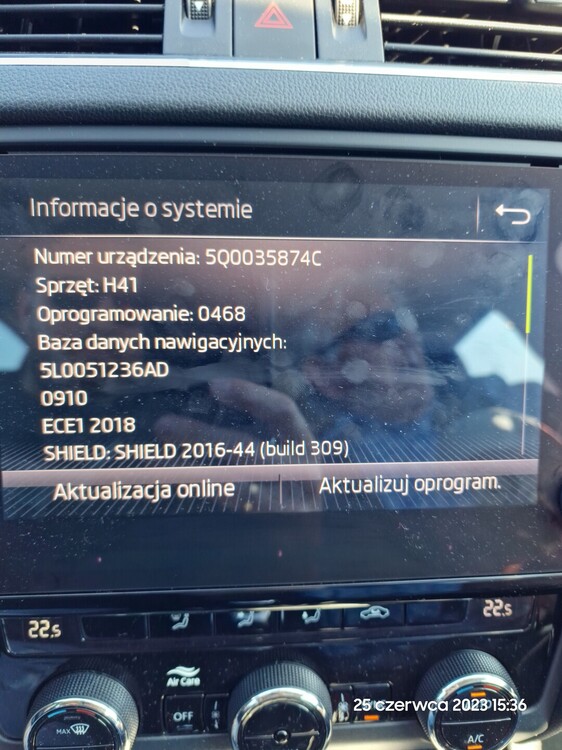 Informacje o systemie
Numer urządzenia: 5Q0035874C
Sprzęt: H41
Oprogramowanie: 0468
Baza danych nawigacyjnych:
5L0051236AD
0910
ECE1 2018
SHIELD: SHIELD 2016-44 (build 309)
Aktualizacja online
Aktualizuj oprogram.
22.5
22.5
Air Care
OFF
MAX
A/C
25 czerwca 2023 15:36